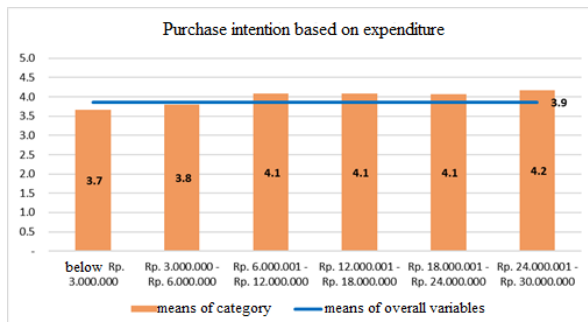 Purchase intention based on expenditure
5.0
4.5
4.0
3.5
3.0
2.5
2.0
1.5
1.0
0.5
-
3.7
3.8
4.1
4.1
4.1
4.2
3.9
below Rp.
3.000.000
Rp. 3.000.000 -
Rp. 6.000.000
Rp. 6.000.001 -
Rp. 12.000.000
Rp. 12.000.001 -
Rp. 18.000.000
Rp. 18.000.001 -
Rp. 24.000.000
Rp. 24.000.001 -
Rp. 30.000.000
means of category
means of overall variables